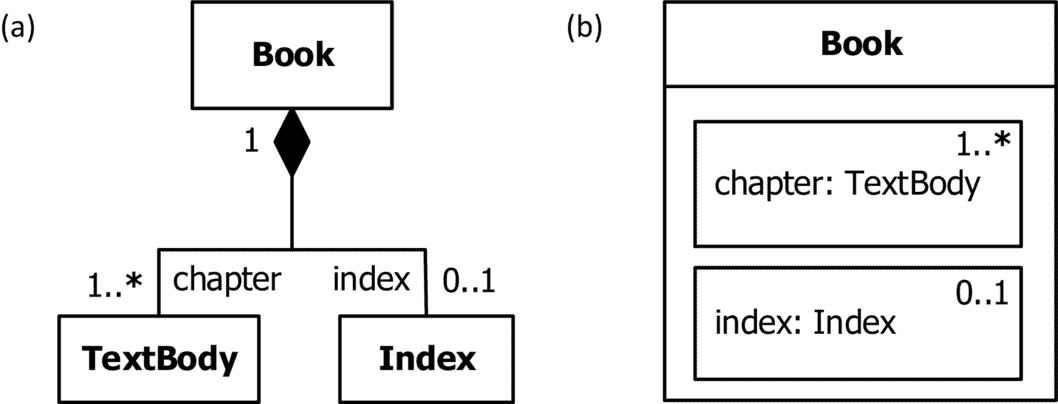 (a)
Book
1
1..*
chapter
index
0..1
TextBody
Index
(b)
Book
1..*
chapter: TextBody
0..1
index: Index